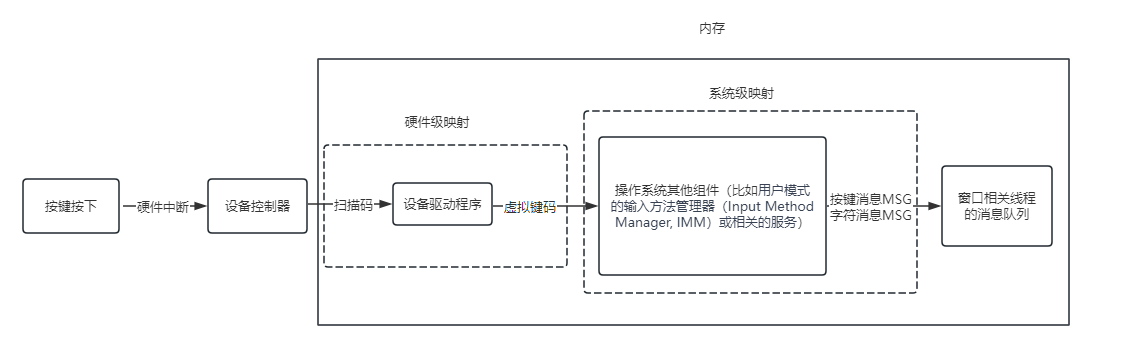 内存
系统级映射
硬件级映射
按键按下
硬件中断
设备控制器
扫描码
设备驱动程序
虚拟键码
操作系统其他组件（比如用户模式
的输入方法管理器（Input Method
Manager, IMM）或相关的服务）
按键消息MSG
字符消息MSG
窗口相关线程
的消息队列